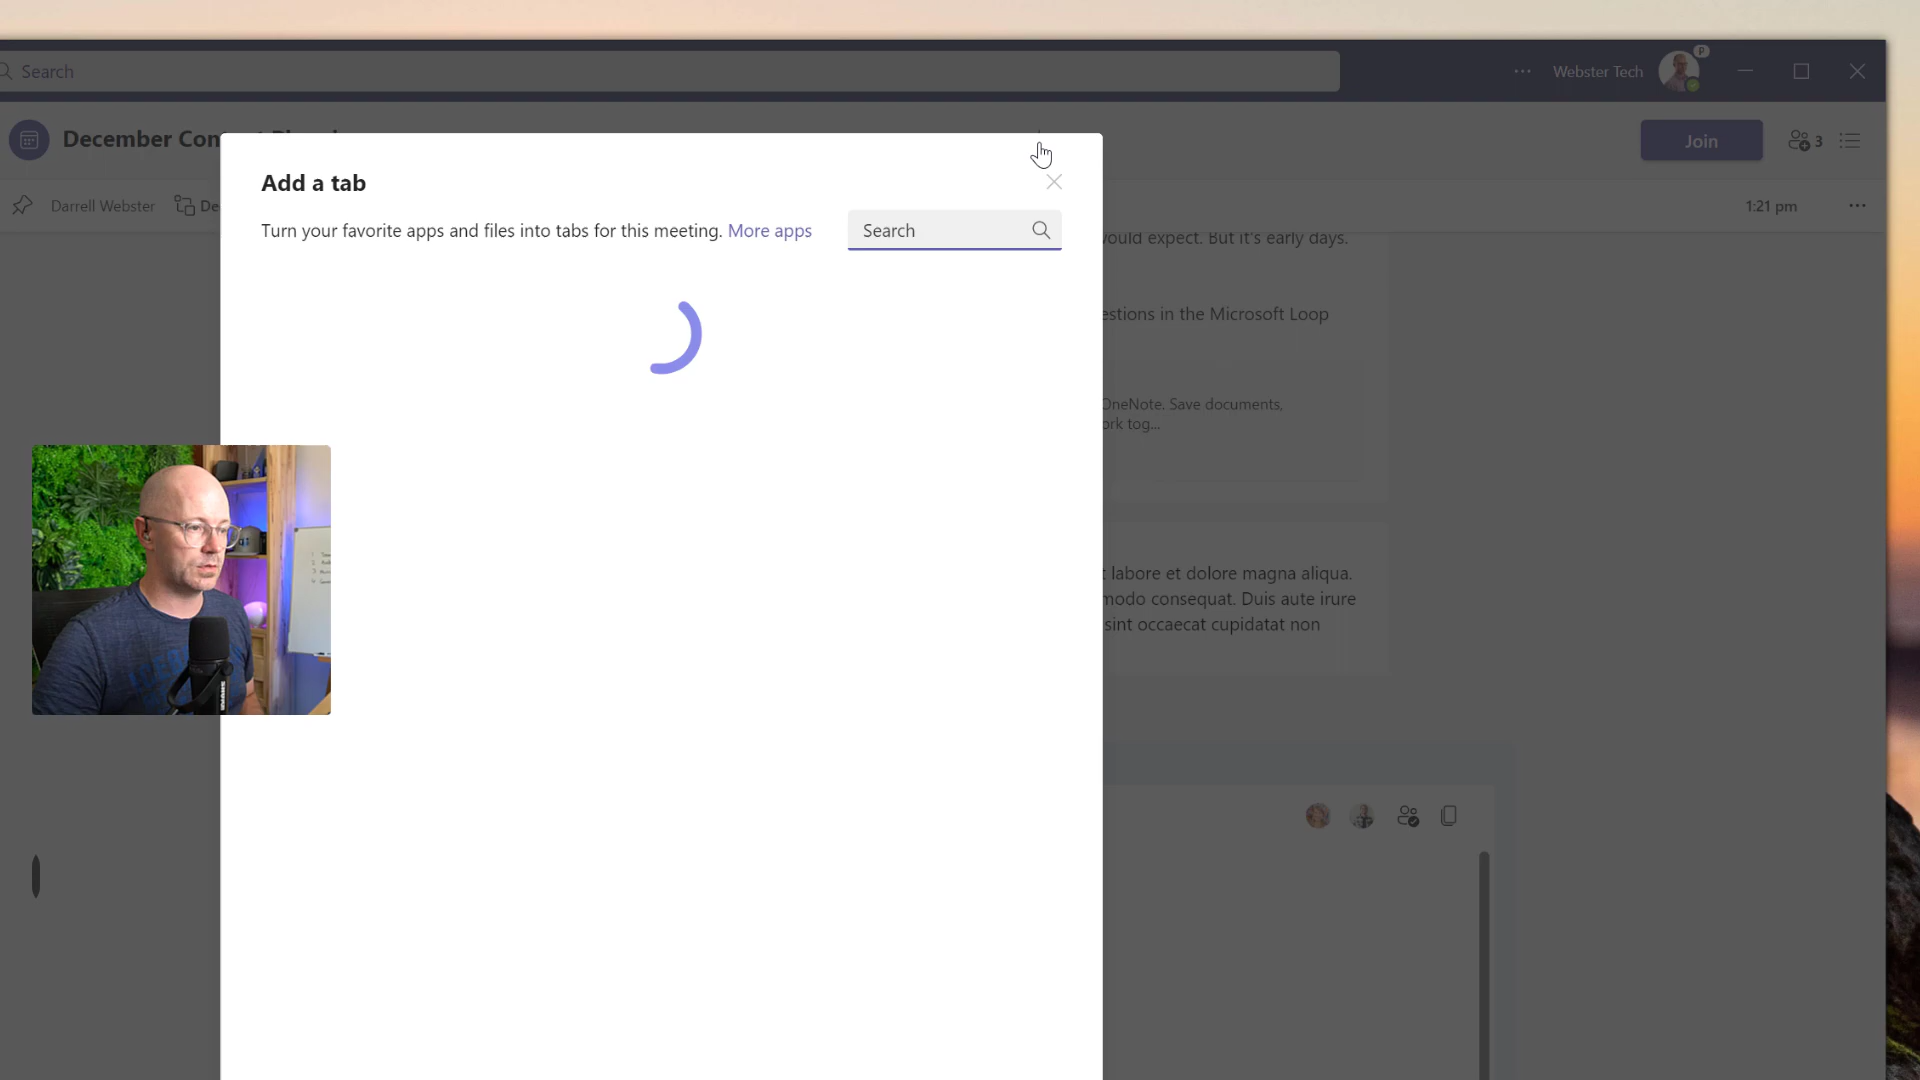 Search
Webster Tech
P
December Con
Join
3
Add a tab
Darrell Webster
De
1:21 pm
Turn your favorite apps and files into tabs for this meeting. More apps
Search
would expect. But it's early days.
estions in the Microsoft Loop
OneNote. Save documents,
ork tog...
t labore et dolore magna aliqua.
modo consequat. Duis aute irure
sint occaecat cupidatat non